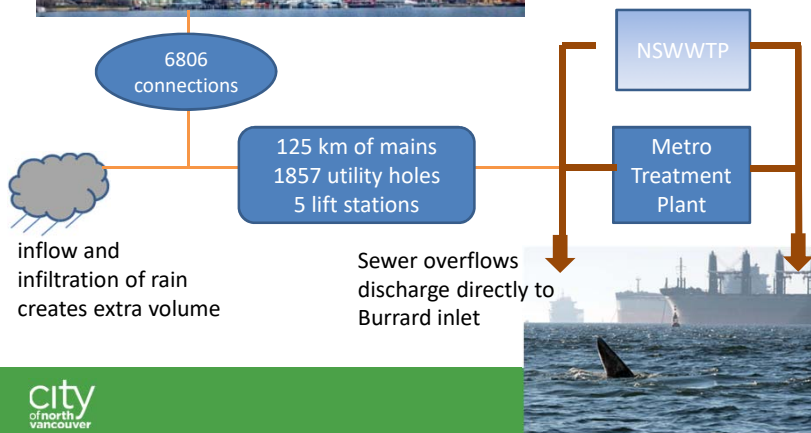 6806
connections
NSWWTP
125 km of mains
1857 utility holes
5 lift stations
Metro
Treatment
Plant
inflow and
infiltration of rain
creates extra volume
Sewer overflows
discharge directly to
Burrard inlet
city
of north
vancouver